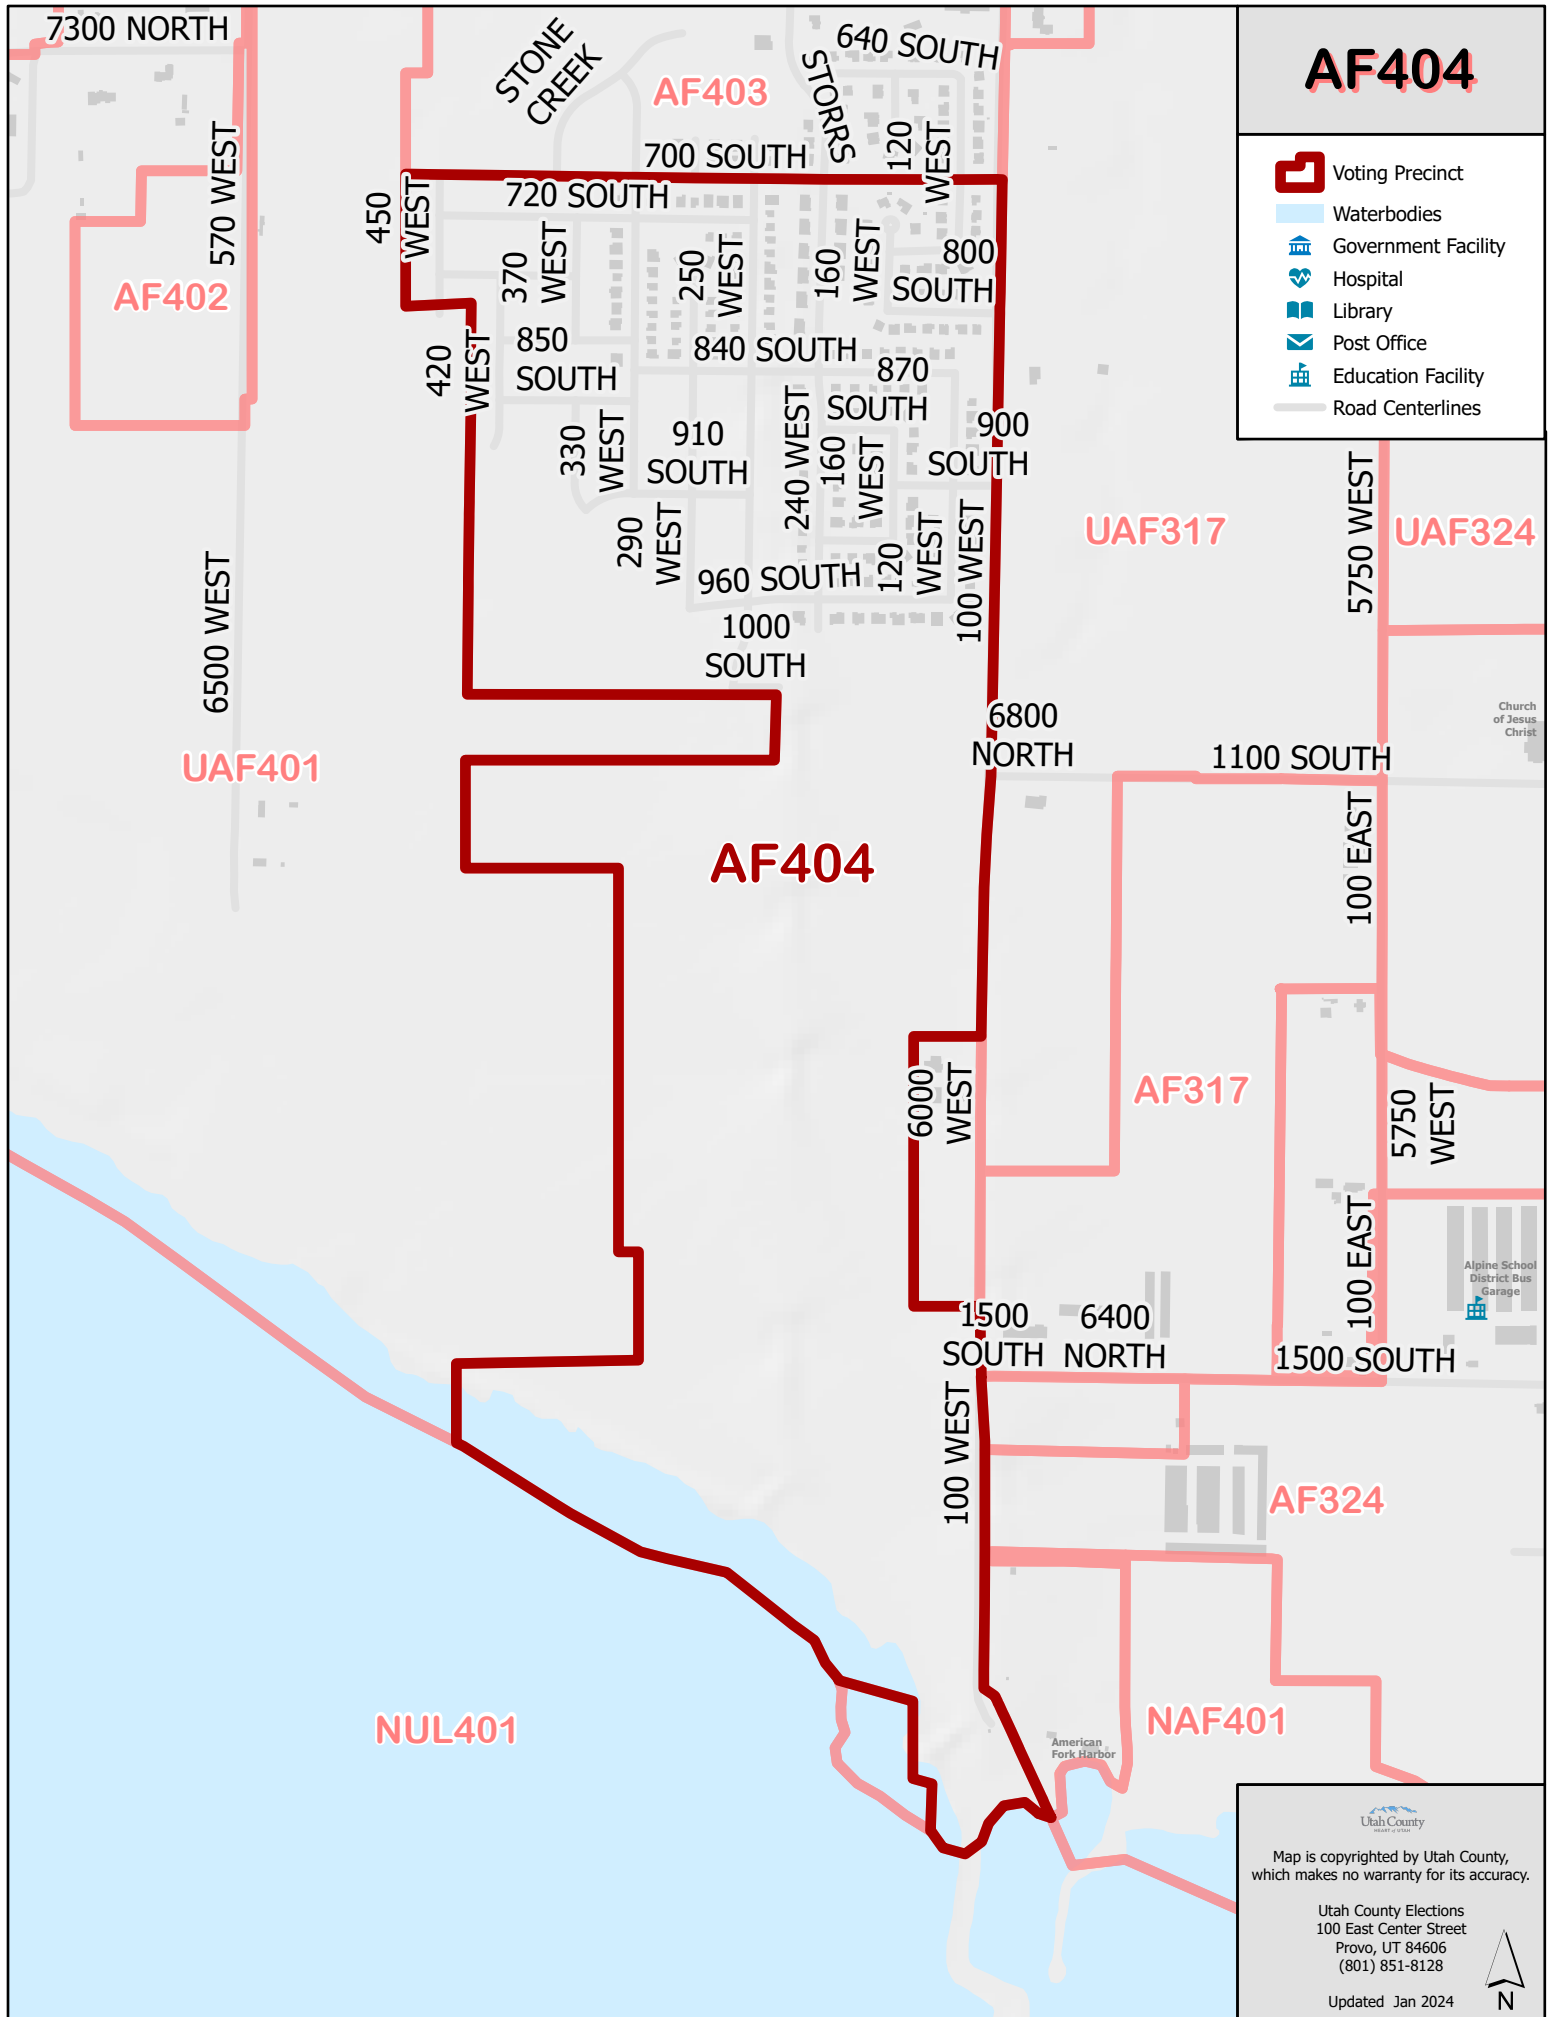 7300 NORTH
STONE
CREEK
AF403
640 SOUTH
STORRS
AF404
Voting Precinct
Waterbodies
Government Facility
Hospital
Library
Post Office
Education Facility
Road Centerlines
570 WEST
700 SOUTH
120
WEST
720 SOUTH
450
WEST
AF402
370
WEST
250
WEST
160
WEST
800
SOUTH
420
WEST
850
SOUTH
840 SOUTH
870
SOUTH
330
WEST
910
SOUTH
240 WEST
160
WEST
900
SOUTH
290
WEST
960 SOUTH
120
WEST
100 WEST
1000
SOUTH
UAF317
5750 WEST
UAF324
6500 WEST
UAF401
6800
NORTH
1100 SOUTH
Church
of Jesus
Christ
100 EAST
AF404
6000
WEST
AF317
5750
WEST
100 EAST
Alpine School
District Bus
Garage
1500
SOUTH
6400
NORTH
1500 SOUTH
100 WEST
AF324
NUL401
NAF401
American
Fork Harbor
Utah County
HEART of UTAH
Map is copyrighted by Utah County,
which makes no warranty for its accuracy.
Utah County Elections
100 East Center Street
Provo, UT 84606
(801) 851-8128
Updated Jan 2024
N